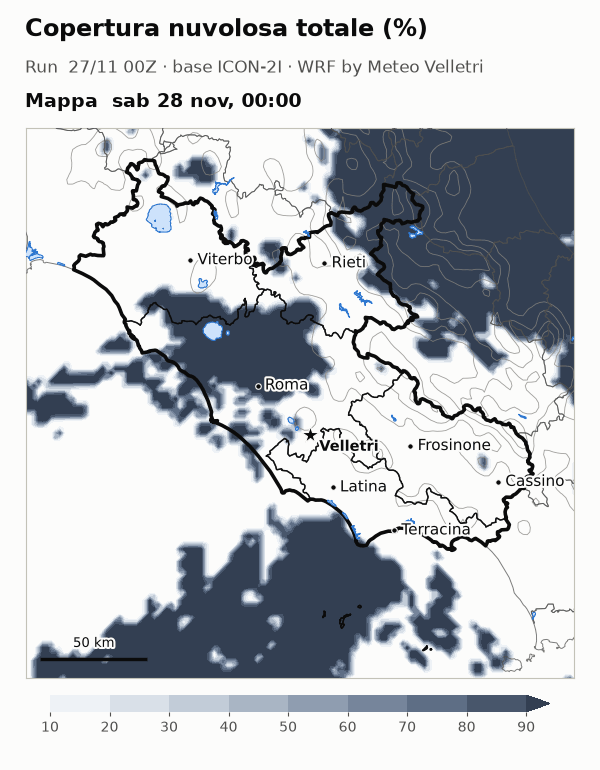 Copertura nuvolosa totale (%)
Run 27/11 00Z · base ICON-2I · WRF by Meteo Velletri
Mappa sab 28 nov, 00:00
Viterbo
Rieti
Roma
Velletri
Frosinone
Cassino
Latina
Terracina
50 km
10 20 30 40 50 60 70 80 90